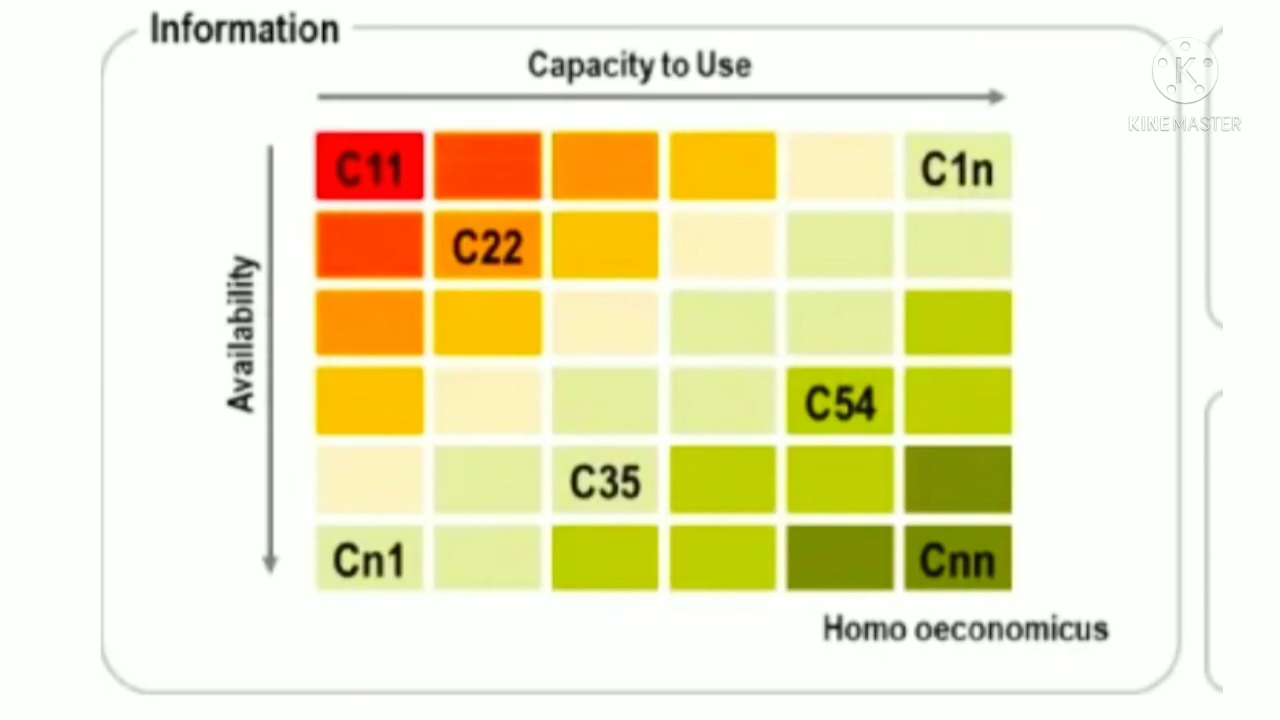 Information
Capacity to Use
K
KINEMASTER
Availability
C11
C1n
C22
C54
C35
Cn1
Cnn
Homo oeconomicus